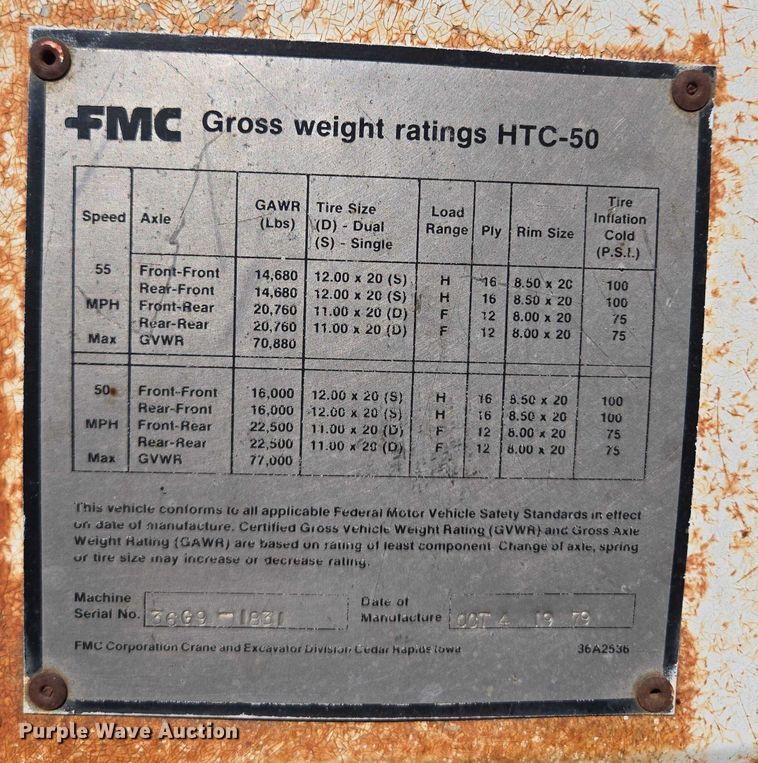 FMC Gross weight ratings HTC-50
Speed Axle GAWR (Lbs) Tire Size (D) - Dual (S) - Single Load Range Ply Rim Size Tire Inflation Cold (P.S.I.)
55 Front-Front 14,680 12.00 x 20 (S) H 16 8.50 x 20 100
Rear-Front 14,680 12.00 x 20 (S) H 16 8.50 x 20 100
MPH Front-Rear 20,760 11.00 x 20 (D) F 12 8.00 x 20 75
Rear-Rear 20,760 11.00 x 20 (D) F 12 8.00 x 20 75
Max GVWR 70,880
50 Front-Front 16,000 12.00 x 20 (S) H 16 8.50 x 20 100
Rear-Front 16,000 12.00 x 20 (S) H 16 8.50 x 20 100
MPH Front-Rear 22,500 11.00 x 20 (D) F 12 8.00 x 20 75
Rear-Rear 22,500 11.00 x 20 (D) F 12 8.00 x 20 75
Max GVWR 77,000
This vehicle conforms to all applicable Federal Motor Vehicle Safety Standards in effect
on date of manufacture. Certified Gross Vehicle Weight Rating (GVWR) and Gross Axle
Weight Rating (GAWR) are based on rating of least component. Change of axle, spring
or tire size may increase or decrease rating.
Machine Serial No. 36G9-1831 Date of Manufacture OCT 4 19 79
FMC Corporation Crane and Excavator Division Cedar Rapids Iowa 36A2536
Purple Wave Auction